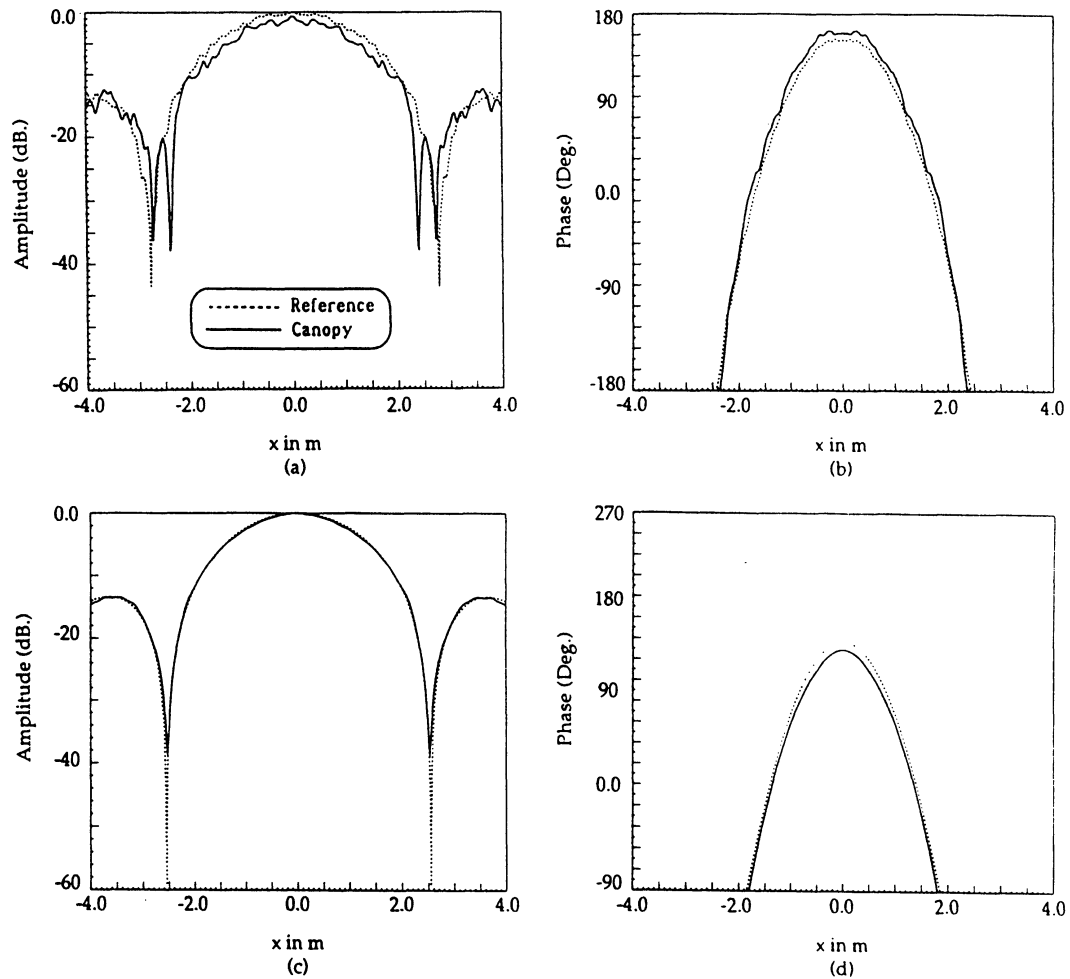 0.0
-20
-40
-60
Amplitude (dB.)
-4.0 -2.0 0.0 2.0 4.0
x in m
(a)
Reference
Canopy
180
90
0.0
-90
-180
Phase (Deg.)
-4.0 -2.0 0.0 2.0 4.0
x in m
(b)
0.0
-20
-40
-60
Amplitude (dB.)
-4.0 -2.0 0.0 2.0 4.0
x in m
(c)
270
180
90
0.0
-90
Phase (Deg.)
-4.0 -2.0 0.0 2.0 4.0
x in m
(d)